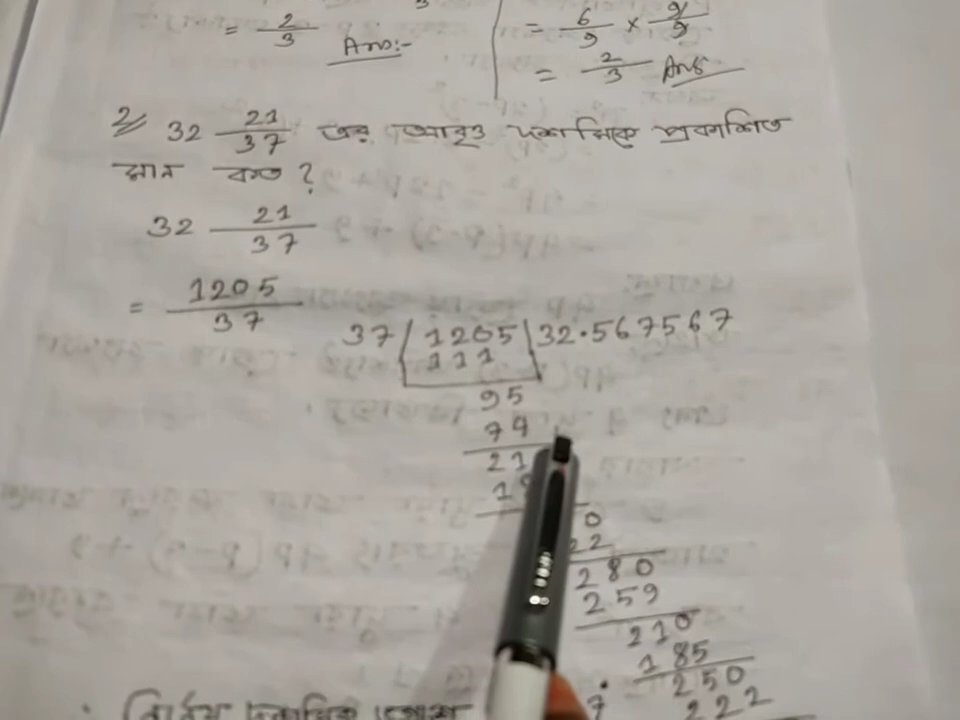 = 2/3 Ans:-
= 6/9 × 9/9
= 2/3 Ans
2/ 32 21/37 এর আবৃত দশমিকে প্রকাশিত
মান কত ?
32 21/37
= 1205/37
37 ( 1205 ) 32.567567
111
95
74
21
1
0
22
280
259
210
185
250
222